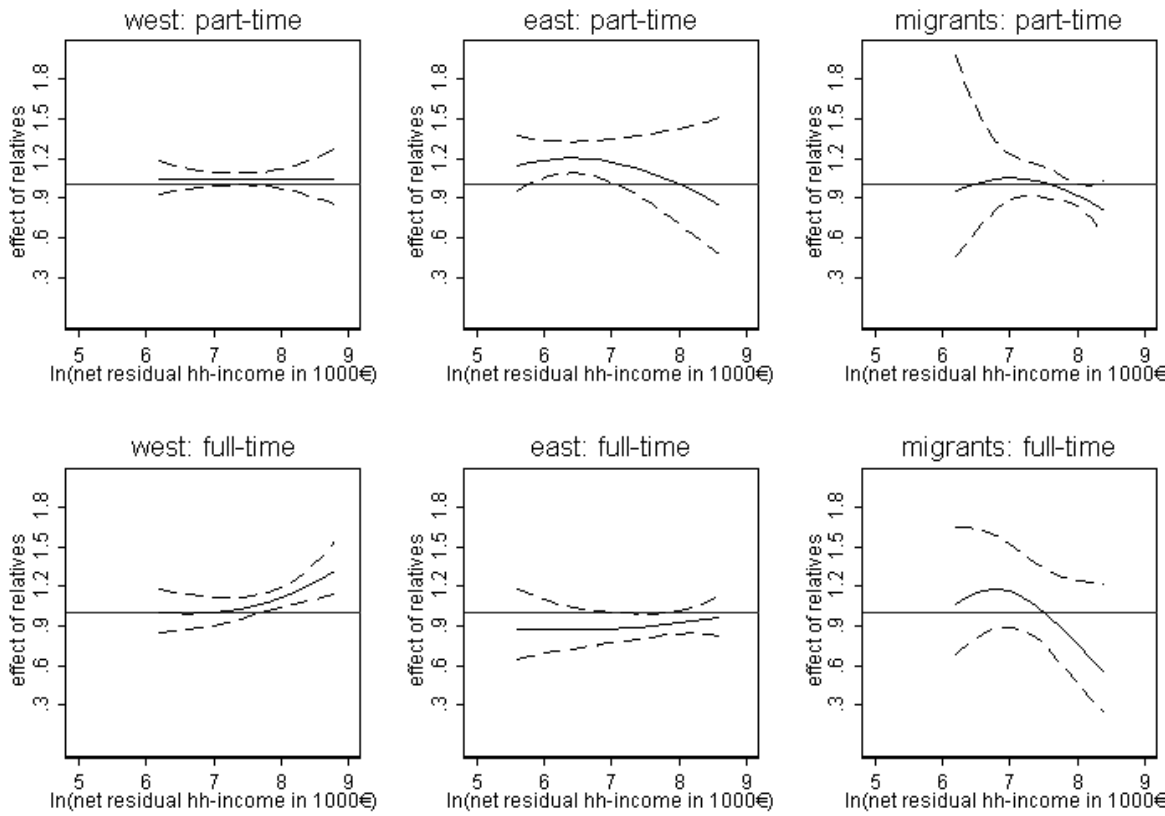 west: part-time
effect of relatives
1.8
1.5
1.2
.9
.6
.3
5 6 7 8 9
ln(net residual hh-income in 1000€)
east: part-time
effect of relatives
1.8
1.5
1.2
.9
.6
.3
5 6 7 8 9
ln(net residual hh-income in 1000€)
migrants: part-time
effect of relatives
1.8
1.5
1.2
.9
.6
.3
5 6 7 8 9
ln(net residual hh-income in 1000€
west: full-time
effect of relatives
1.8
1.5
1.2
.9
.6
.3
5 6 7 8 9
ln(net residual hh-income in 1000€)
east: full-time
effect of relatives
1.8
1.5
1.2
.9
.6
.3
5 6 7 8 9
ln(net residual hh-income in 1000€)
migrants: full-time
effect of relatives
1.8
1.5
1.2
.9
.6
.3
5 6 7 8 9
ln(net residual hh-income in 1000€